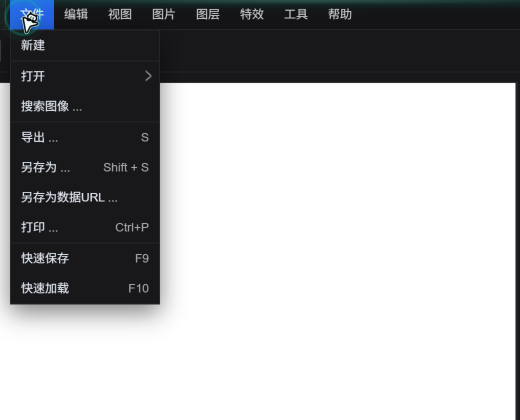 文件 编辑 视图 图片 图层 特效 工具 帮助
新建
打开
搜索图像 ...
导出 ... S
另存为 ... Shift + S
另存为数据URL ...
打印 ... Ctrl+P
快速保存 F9
快速加载 F10